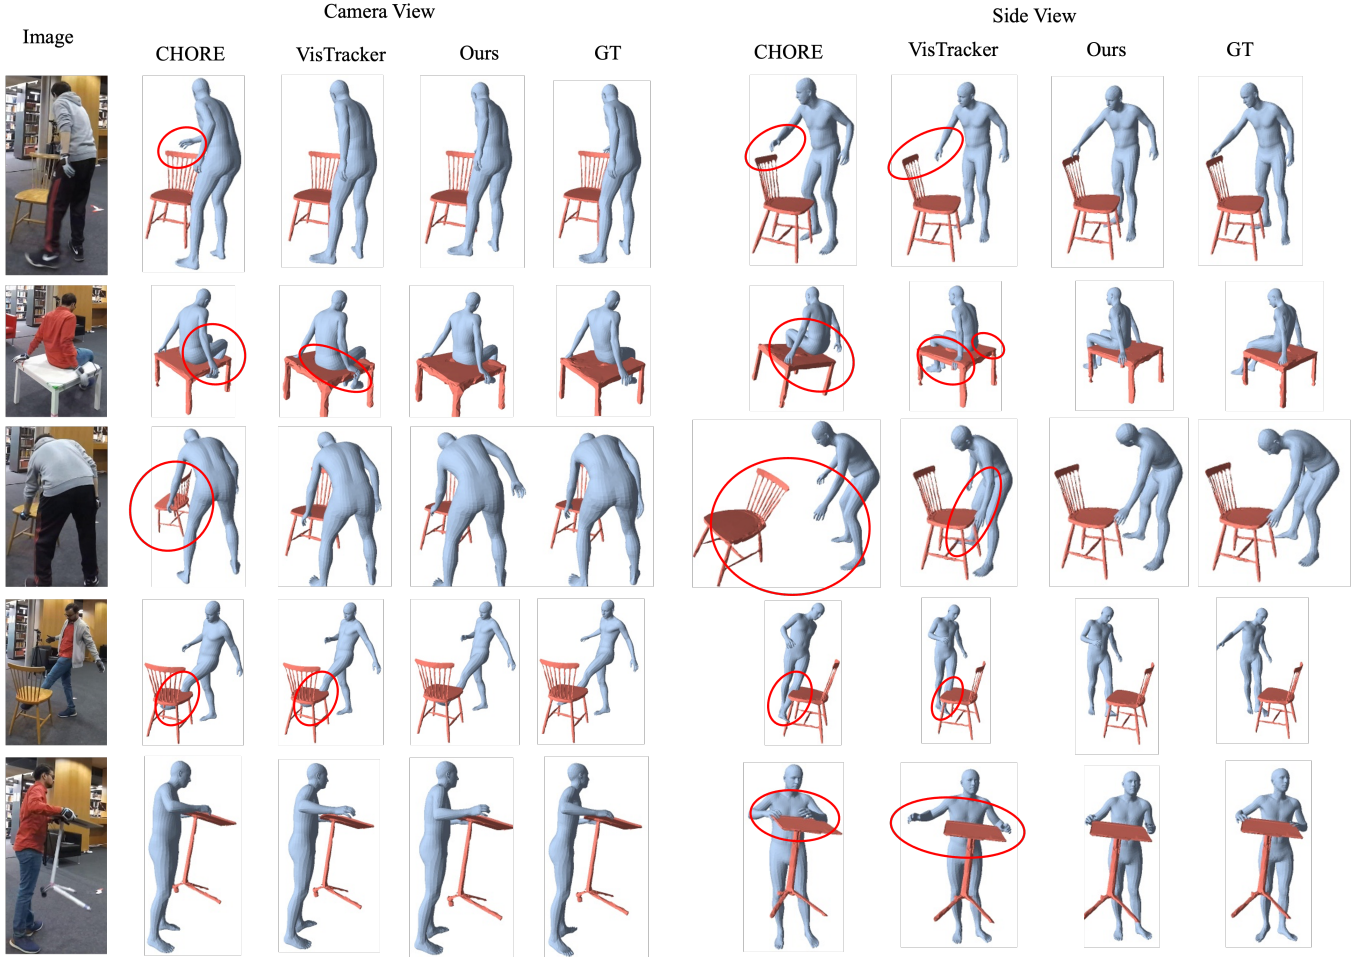 Camera View
Side View
Image
CHORE
VisTracker
Ours
GT
CHORE
VisTracker
Ours
GT